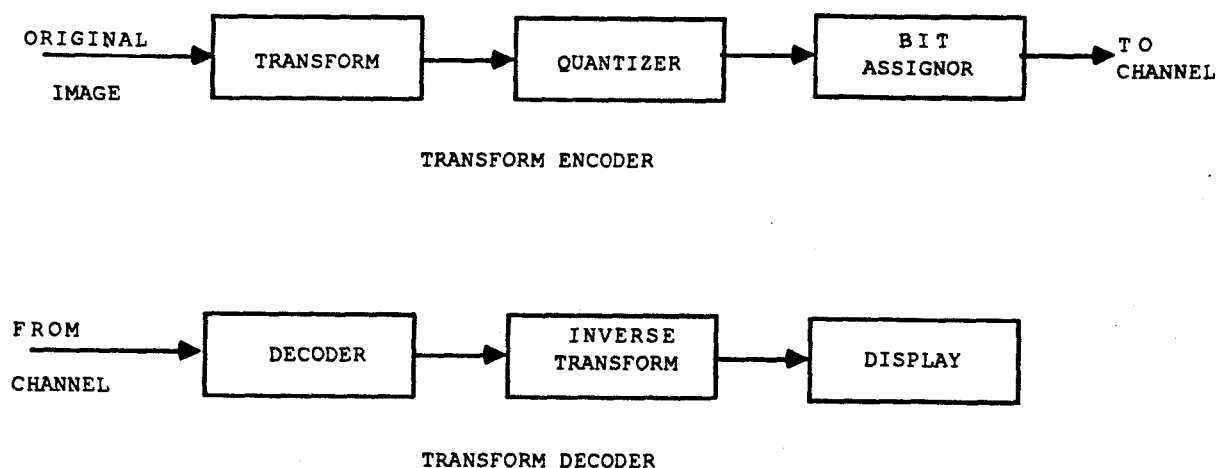 ORIGINAL
IMAGE
TRANSFORM
QUANTIZER
BIT
ASSIGNOR
TO
CHANNEL
TRANSFORM ENCODER
FROM
CHANNEL
DECODER
INVERSE
TRANSFORM
DISPLAY
TRANSFORM DECODER